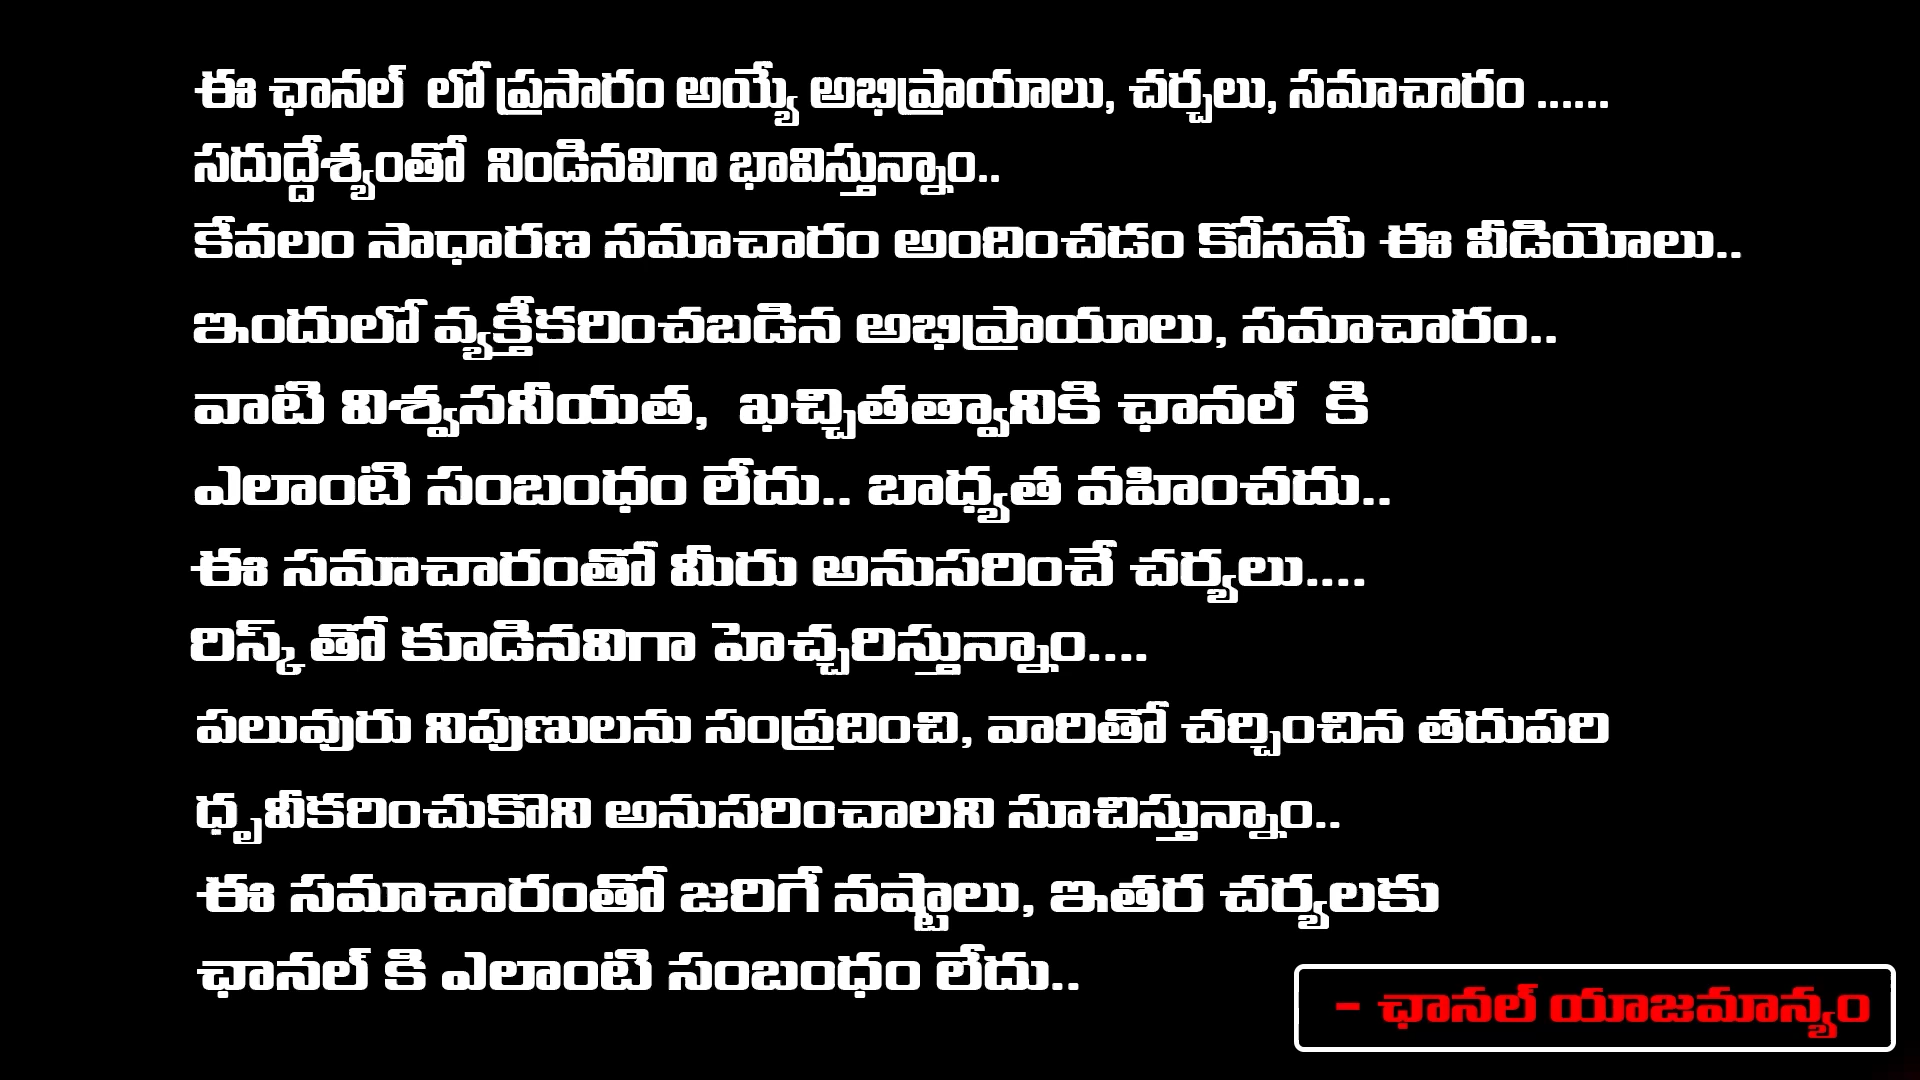 ఈ ఛానల్ లో ప్రసారం అయ్యే అభిప్రాయాలు, చర్చలు, సమాచారం ......
సదుద్దేశ్యంతో నిండినవిగా భావిస్తున్నాం..
కేవలం సాధారణ సమాచారం అందించడం కోసమే ఈ వీడియోలు..
ఇందులో వ్యక్తీకరించబడిన అభిప్రాయాలు, సమాచారం..
వాటి విశ్వసనీయత, ఖచ్చితత్వానికి ఛానల్ కి
ఎలాంటి సంబంధం లేదు.. బాధ్యత వహించదు..
ఈ సమాచారంతో మీరు అనుసరించే చర్యలు....
రిస్క్ తో కూడినవిగా హెచ్చరిస్తున్నాం....
పలువురు నిపుణులను సంప్రదించి, వారితో చర్చించిన తదుపరి
ధృవీకరించుకొని అనుసరించాలని సూచిస్తున్నాం..
ఈ సమాచారంతో జరిగే నష్టాలు, ఇతర చర్యలకు
ఛానల్ కి ఎలాంటి సంబంధం లేదు..
- ఛానల్ యాజమాన్యం